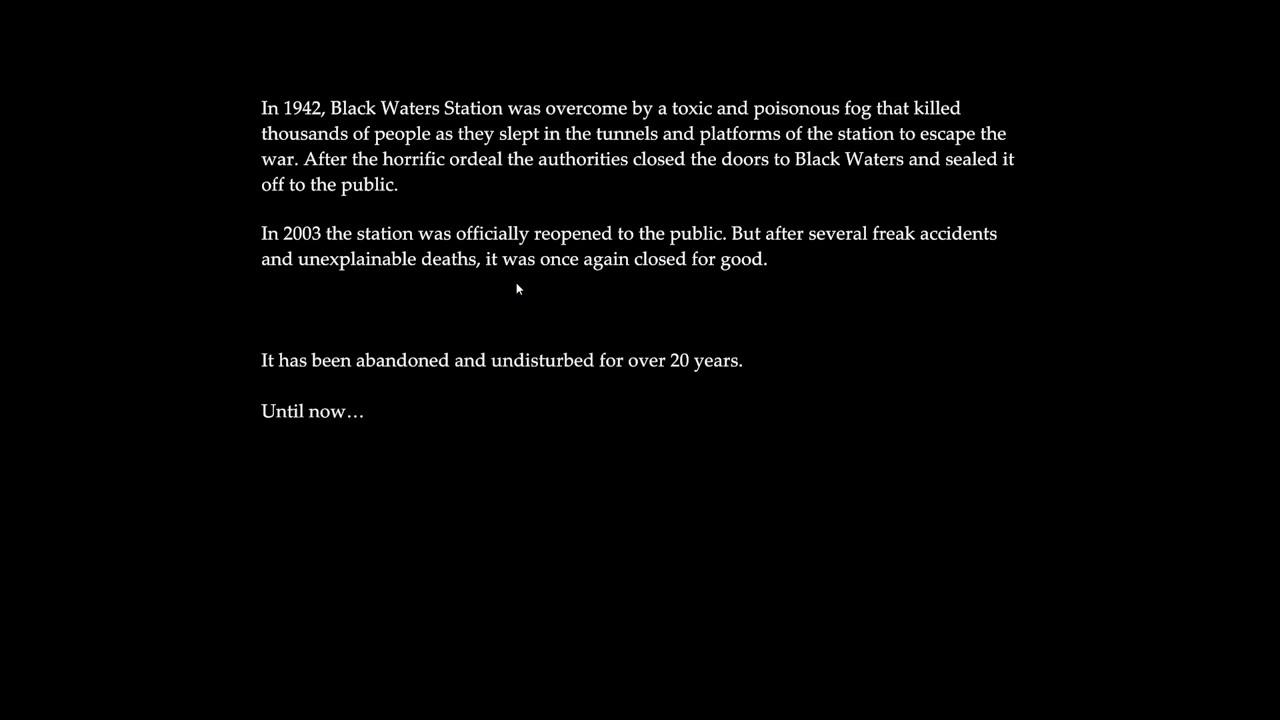 In 1942, Black Waters Station was overcome by a toxic and poisonous fog that killed
thousands of people as they slept in the tunnels and platforms of the station to escape the
war. After the horrific ordeal the authorities closed the doors to Black Waters and sealed it
off to the public.
In 2003 the station was officially reopened to the public. But after several freak accidents
and unexplainable deaths, it was once again closed for good.
It has been abandoned and undisturbed for over 20 years.
Until now…